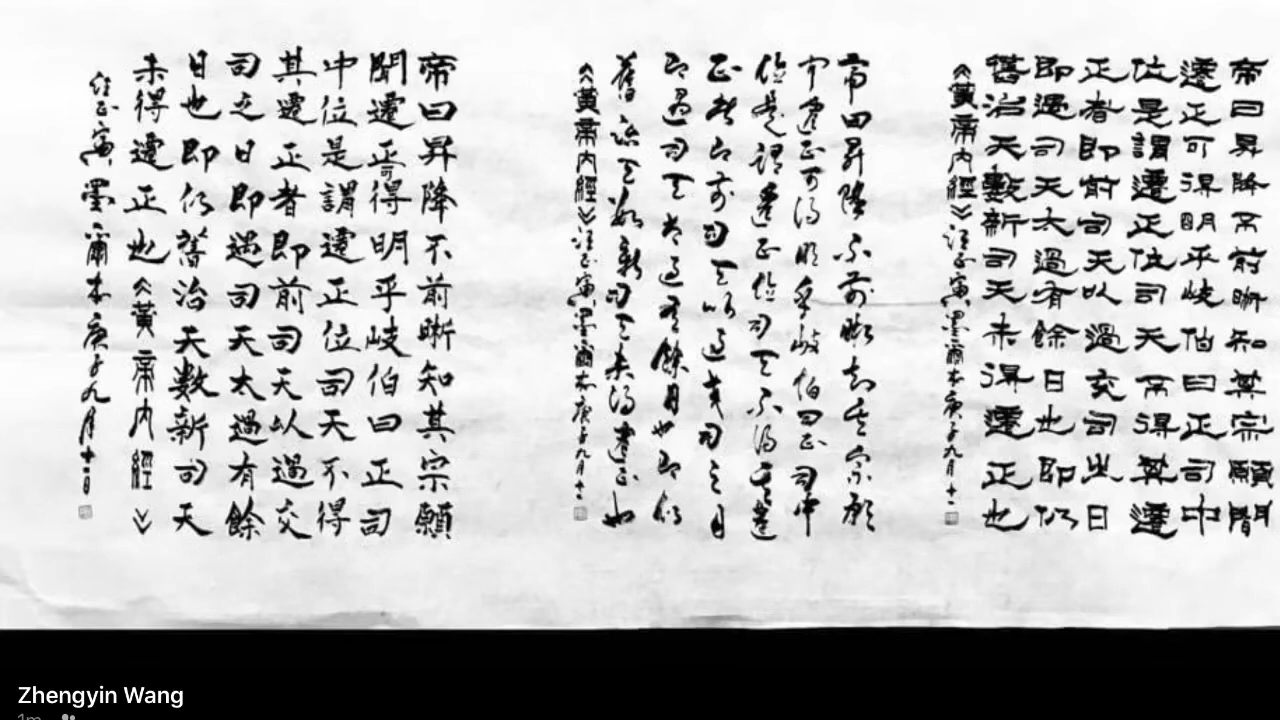 帝曰昇降不前晰知其宗願聞
遷正可得明乎岐伯曰正司中
位是謂遷正位司天不得其遷
正者即前司天以過交司之日
即遇司天太過有餘日也即仍
舊治天數新司天未得遷正也
《黃帝內經》汪正寅墨爾本庚子九月十二
帝曰昇降不前晰知其宗願
中遷正可得明乎岐伯曰正司中
位是謂遷正位司天不得其遷
正者即前司天以過交司之日
即遇司天太過有餘日也即仍
舊治天數新司天未得遷正也
《黃帝內經》汪正寅墨爾本庚子九月十二
帝曰昇降不前晰知其宗願
聞遷正可得明乎岐伯曰正司
中位是謂遷正位司天不得
其遷正者即前司天以過交
司之日即遇司天太過有餘
日也即仍舊治天數新司天
未得遷正也《黃帝內經》
汪正寅墨爾本庚子九月十二日
Zhengyin Wang
1m